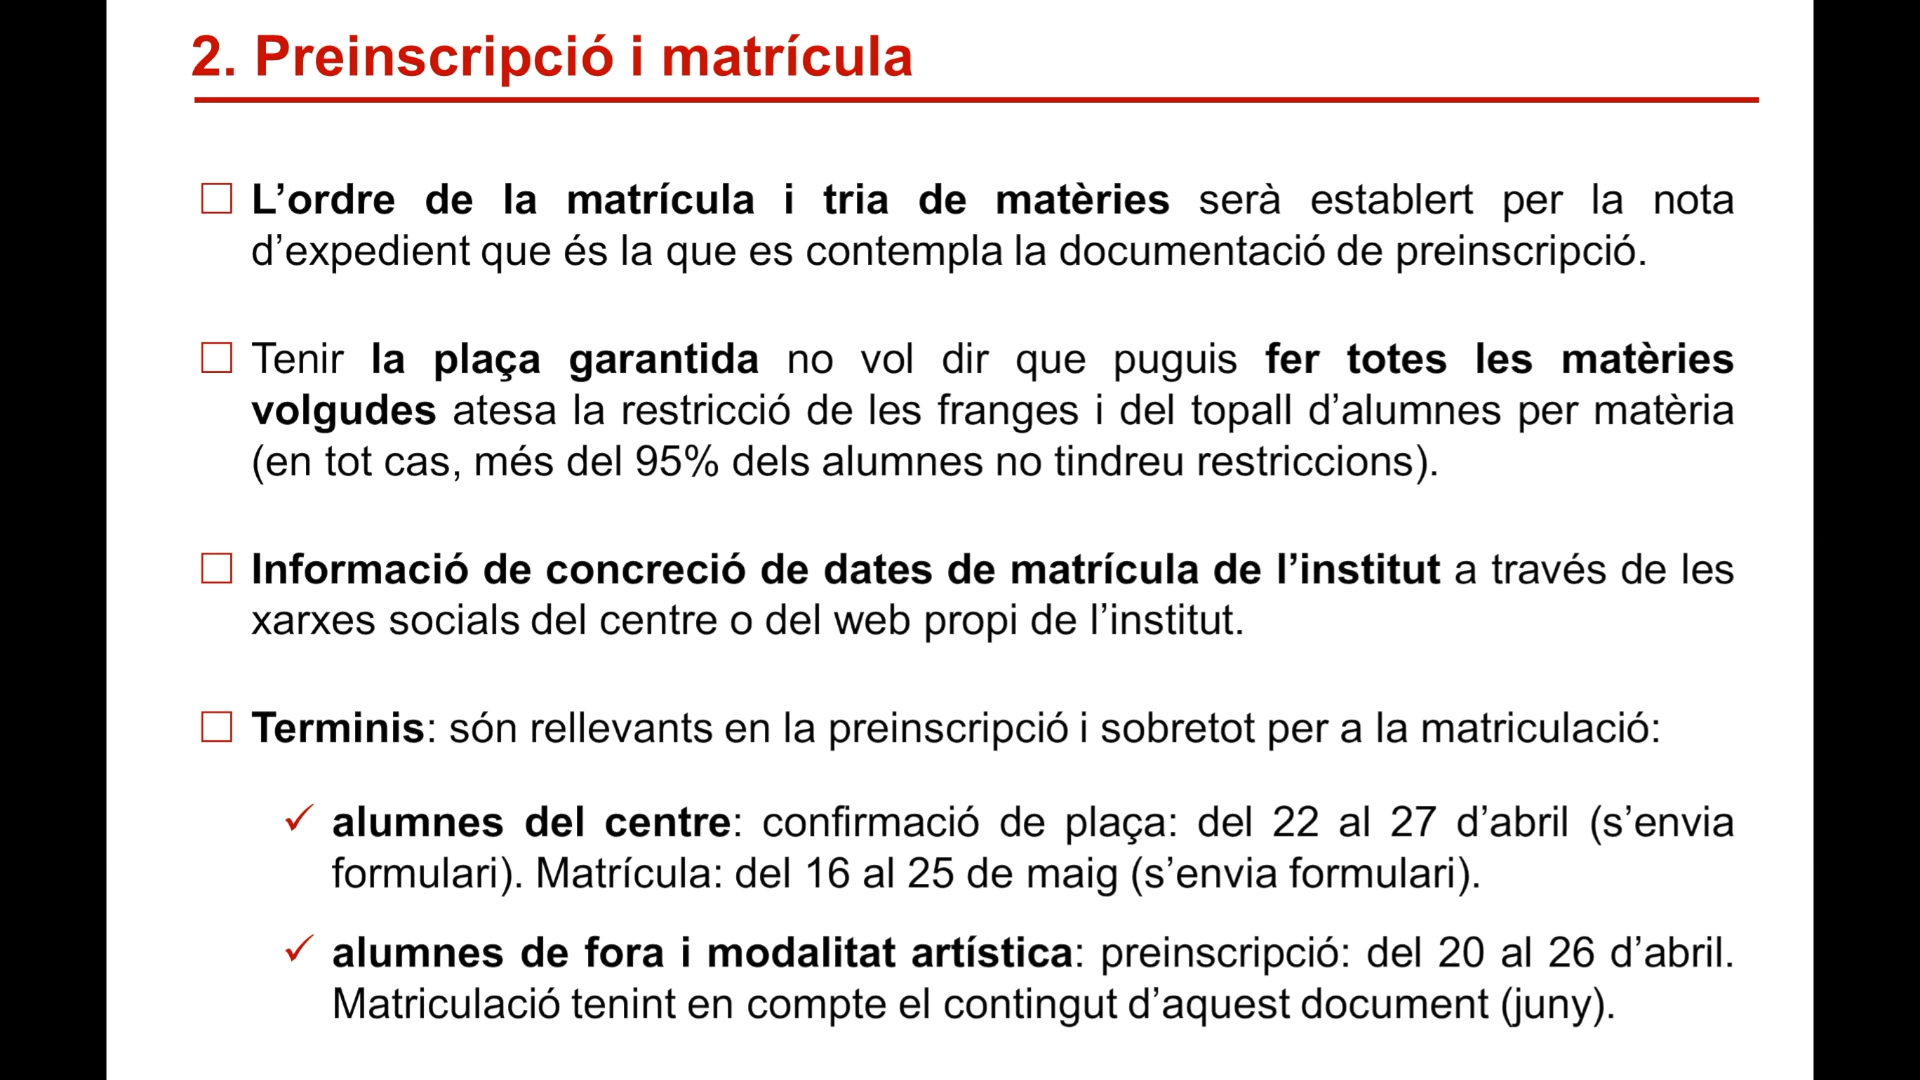 2. Preinscripció i matrícula
L’ordre de la matrícula i tria de matèries serà establert per la nota
d’expedient que és la que es contempla la documentació de preinscripció.
Tenir la plaça garantida no vol dir que puguis fer totes les matèries
volgudes atesa la restricció de les franges i del topall d’alumnes per matèria
(en tot cas, més del 95% dels alumnes no tindreu restriccions).
Informació de concreció de dates de matrícula de l’institut a través de les
xarxes socials del centre o del web propi de l’institut.
Terminis: són rellevants en la preinscripció i sobretot per a la matriculació:
alumnes del centre: confirmació de plaça: del 22 al 27 d’abril (s’envia
formulari). Matrícula: del 16 al 25 de maig (s’envia formulari).
alumnes de fora i modalitat artística: preinscripció: del 20 al 26 d’abril.
Matriculació tenint en compte el contingut d’aquest document (juny).